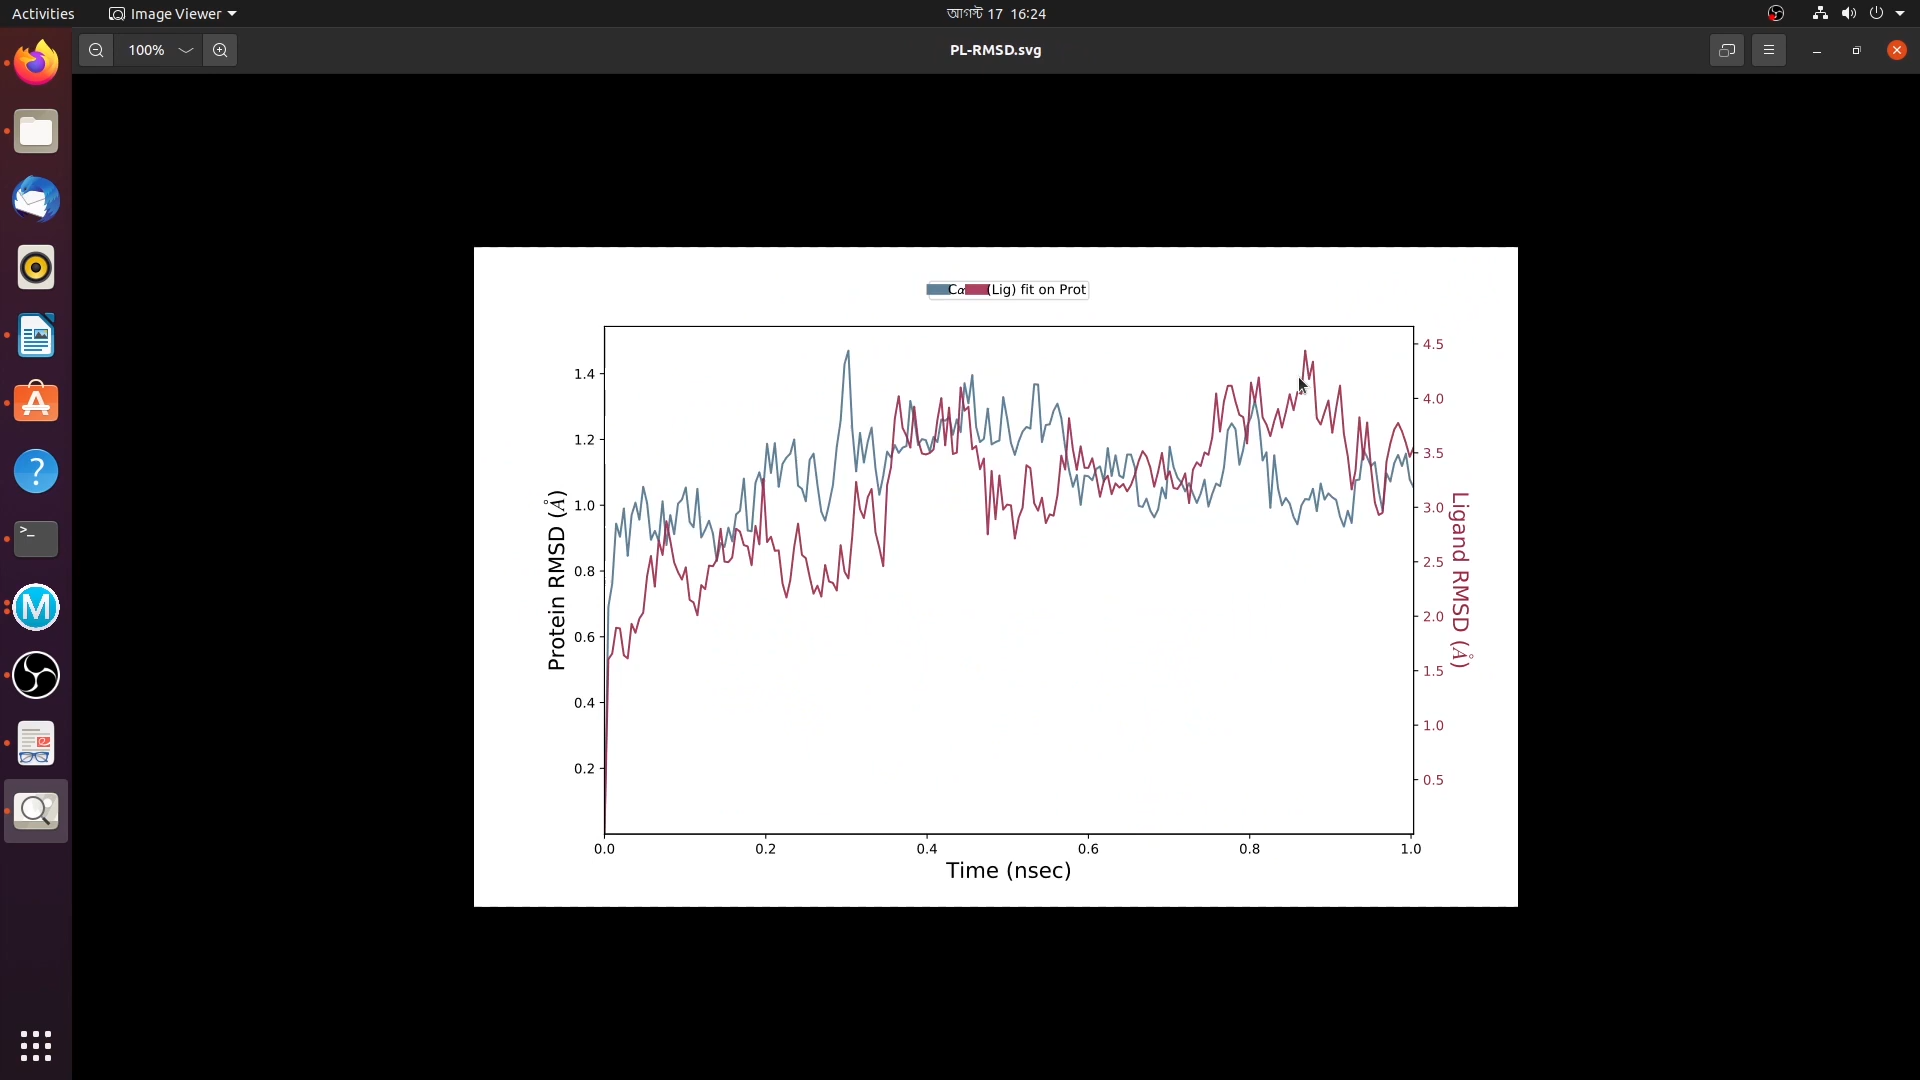 Activities
Image Viewer
আগস্ট 17 16:24
100%
PL-RMSD.svg
Cα
(Lig) fit on Prot
1.4
1.2
1.0
0.8
0.6
0.4
0.2
Protein RMSD (Å)
4.5
4.0
3.5
3.0
2.5
2.0
1.5
1.0
0.5
Ligand RMSD (Å)
0.0 0.2 0.4 0.6 0.8 1.0
Time (nsec)